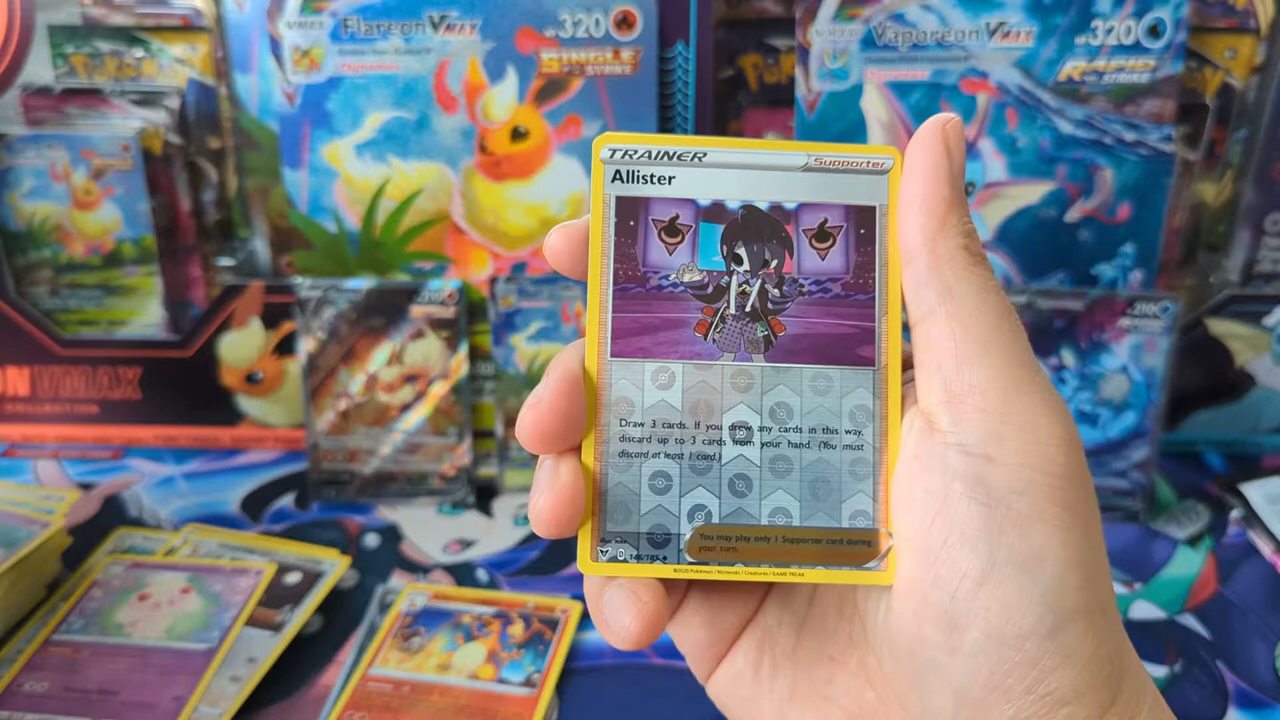 Flareon VMAX
320
SINGLE
STRIKE
Vaporeon VMAX
320
RAPID
STRIKE
TRAINER
Supporter
Allister
Draw 3 cards. If you drew any cards in this way,
discard up to 3 cards from your hand. (You must
discard at least 1 card.)
You may play only 1 Supporter card during
your turn.
146/185
©2020 Pokémon / Nintendo / Creatures / GAME FREAK
210
210
ON VMAX
COLLECTION